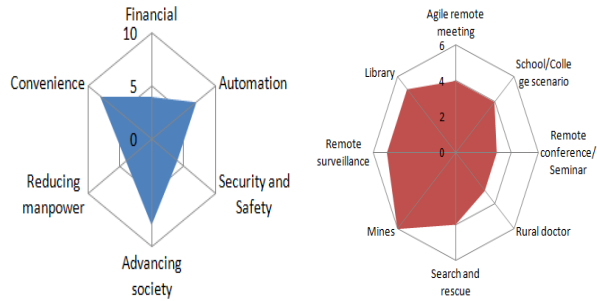 Financial
10
Convenience
5
Automation
0
Reducing
manpower
Security and
Safety
Advancing
society
Agile remote
meeting
6
Library
School/Colle
ge scenario
4
2
Remote
surveillance
0
Remote
conference/
Seminar
Mines
Rural doctor
Search and
rescue